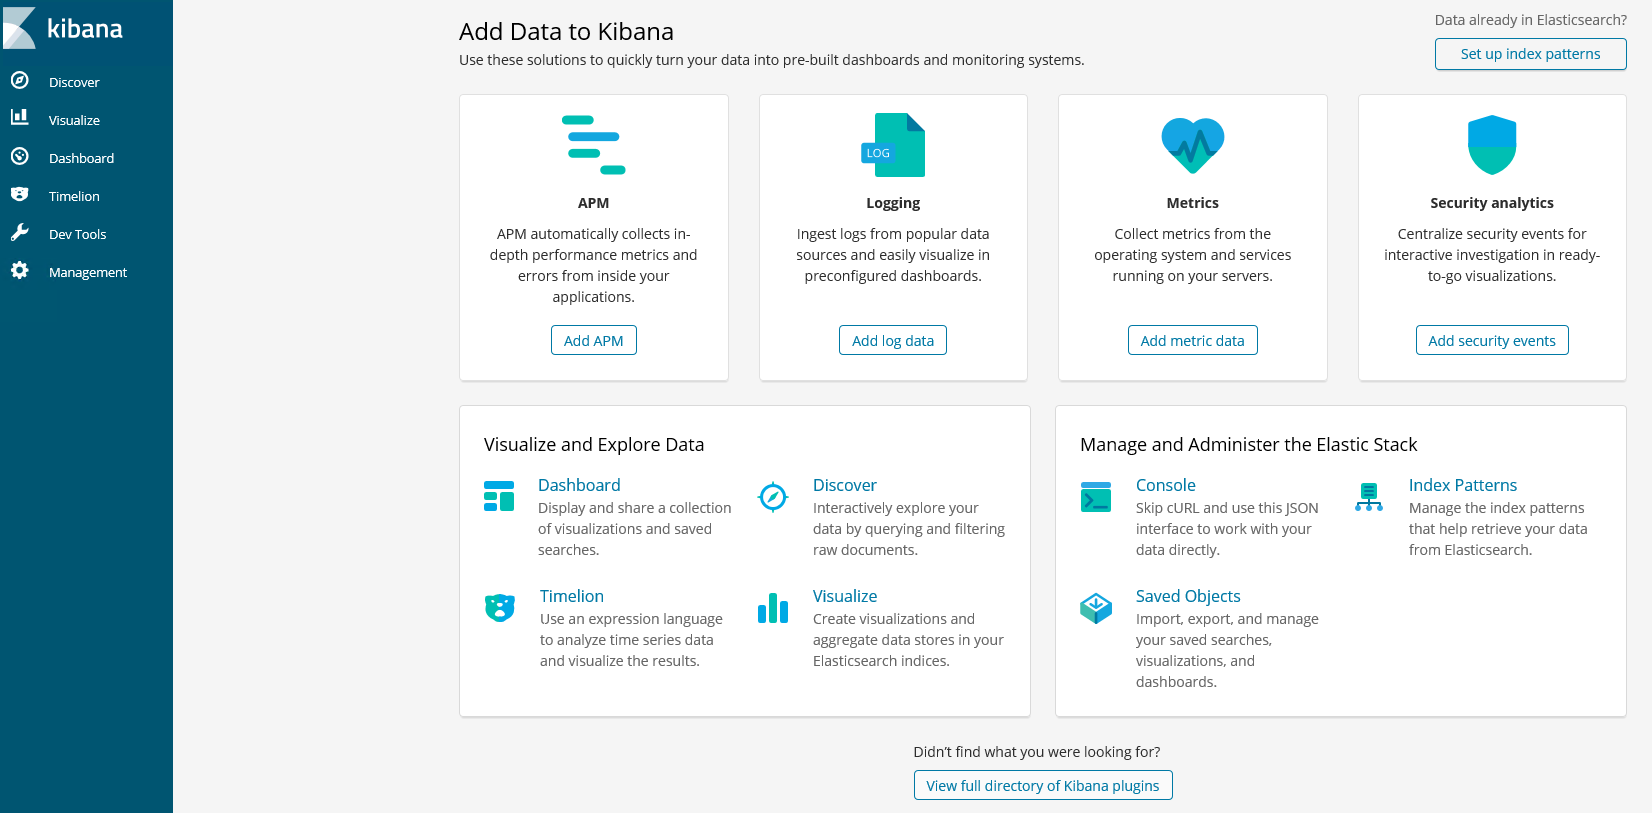 kibana
Discover
Visualize
Dashboard
Timelion
Dev Tools
Management
Add Data to Kibana
Use these solutions to quickly turn your data into pre-built dashboards and monitoring systems.
Data already in Elasticsearch?
Set up index patterns
APM
APM automatically collects in-
depth performance metrics and
errors from inside your
applications.
Add APM
LOG
Logging
Ingest logs from popular data
sources and easily visualize in
preconfigured dashboards.
Add log data
Metrics
Collect metrics from the
operating system and services
running on your servers.
Add metric data
Security analytics
Centralize security events for
interactive investigation in ready-
to-go visualizations.
Add security events
Visualize and Explore Data
Dashboard
Display and share a collection
of visualizations and saved
searches.
Discover
Interactively explore your
data by querying and filtering
raw documents.
Timelion
Use an expression language
to analyze time series data
and visualize the results.
Visualize
Create visualizations and
aggregate data stores in your
Elasticsearch indices.
Manage and Administer the Elastic Stack
Console
Skip cURL and use this JSON
interface to work with your
data directly.
Index Patterns
Manage the index patterns
that help retrieve your data
from Elasticsearch.
Saved Objects
Import, export, and manage
your saved searches,
visualizations, and
dashboards.
Didn't find what you were looking for?
View full directory of Kibana plugins